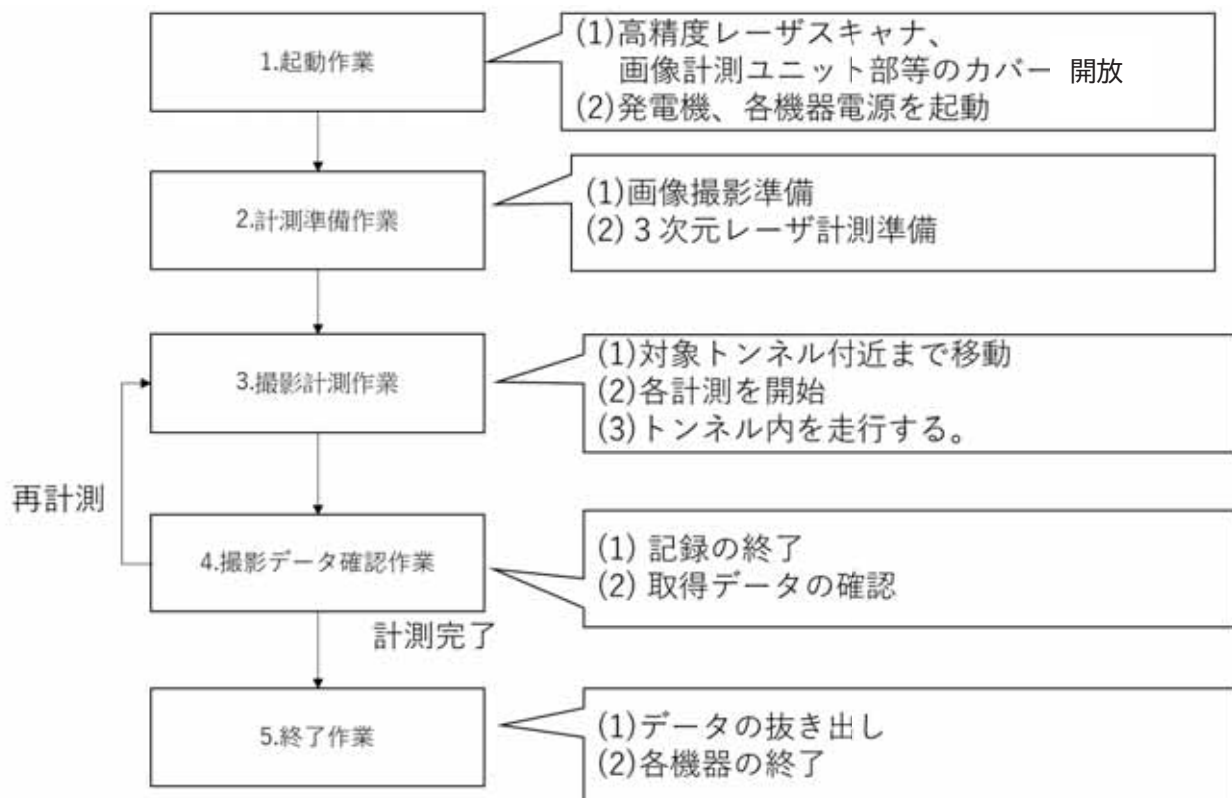 1.起動作業
(1)高精度レーザスキャナ、
画像計測ユニット部等のカバー 開放
(2)発電機、各機器電源を起動
2.計測準備作業
(1)画像撮影準備
(2)３次元レーザ計測準備
3.撮影計測作業
(1)対象トンネル付近まで移動
(2)各計測を開始
(3)トンネル内を走行する。
再計測
4.撮影データ確認作業
(1) 記録の終了
(2) 取得データの確認
計測完了
5.終了作業
(1)データの抜き出し
(2)各機器の終了